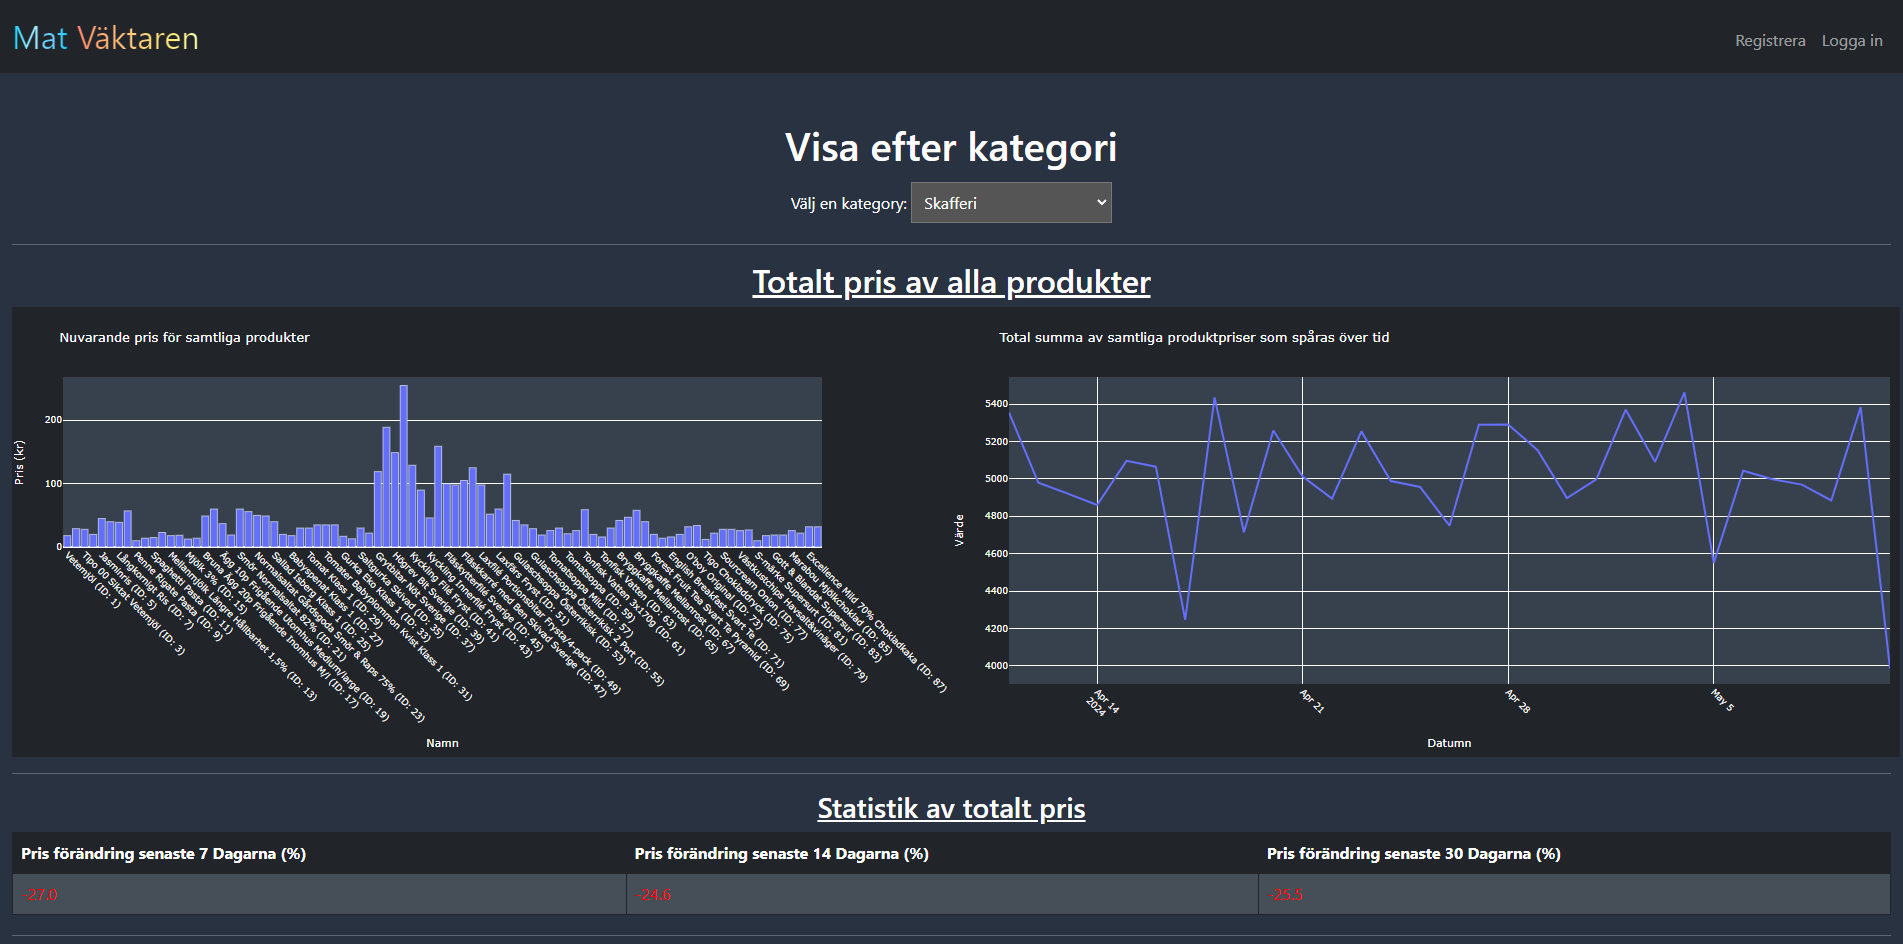 Mat Väktaren
Registrera Logga in
Visa efter kategori
Välj en kategory: Skafferi
Totalt pris av alla produkter
Nuvarande pris för samtliga produkter
Pris (kr)
200
100
0
Vetemjöl (ID: 1)
Tipo 00 Siktat Vetemjöl (ID: 3)
Jasminris (ID: 5)
Långkornigt Ris (ID: 7)
Penne Rigate Pasta (ID: 9)
Spaghetti Pasta (ID: 11)
Mellanmjölk Längre Hållbarhet 1,5% (ID: 13)
Mjölk 3% (ID: 15)
Bruna Ägg 20p Frigående Inomhus M/l (ID: 17)
Ägg 10p Frigående Utomhus Medium/large (ID: 19)
Smör Normalsaltat 82% (ID: 21)
Normalsaltat Gårdsgoda Smör & Raps 75% (ID: 23)
Sallad Isberg Klass 1 (ID: 25)
Babyspenat Klass 1 (ID: 27)
Tomat Klass 1 (ID: 29)
Tomater Babyplommon Kvist Klass 1 (ID: 31)
Gurka Eko Klass 1 (ID: 33)
Saltgurka Skivad (ID: 35)
Grytbitar Nöt Sverige (ID: 37)
Högrev Bit Sverige (ID: 39)
Kyckling Filé Fryst (ID: 41)
Kyckling Innerfilé Fryst (ID: 43)
Fläskytterfilé Sverige (ID: 45)
Fläskkarré Med Ben Skivad Sverige (ID: 47)
Laxfilé Portionsbitar Frysta/4-pack (ID: 49)
Laxfärs Fryst (ID: 51)
Gulaschsoppa Österrikisk (ID: 53)
Gulaschsoppa Österrikisk 2 Port (ID: 55)
Tomatsoppa Mild (ID: 57)
Tomatsoppa (ID: 59)
Tonfisk Vatten 3x170g (ID: 61)
Tonfisk Vatten (ID: 63)
Bryggkaffe Mellanrost (ID: 65)
Bryggkaffe Mellanrost (ID: 67)
Forest Fruit Tea Svart Te Pyramid (ID: 69)
English Breakfast Svart Te (ID: 71)
O'boy Original (ID: 73)
Tigo Chokladdryck (ID: 75)
Sourcream Onion (ID: 77)
Västkustchips Havssalt&vinäger (ID: 79)
S-märke Supersurt (ID: 81)
Gott & Blandat Supersur (ID: 83)
Marabou Mjölkchoklad (ID: 85)
Excellence Mild 70% Chokladkaka (ID: 87)
Namn
Total summa av samtliga produktpriser som spåras över tid
Värde
5400
5200
5000
4800
4600
4400
4200
4000
Apr 14
2024
Apr 21
Apr 28
May 5
Datumn
Statistik av totalt pris
Pris förändring senaste 7 Dagarna (%) Pris förändring senaste 14 Dagarna (%) Pris förändring senaste 30 Dagarna (%)
-27.0 -24.6 -25.5